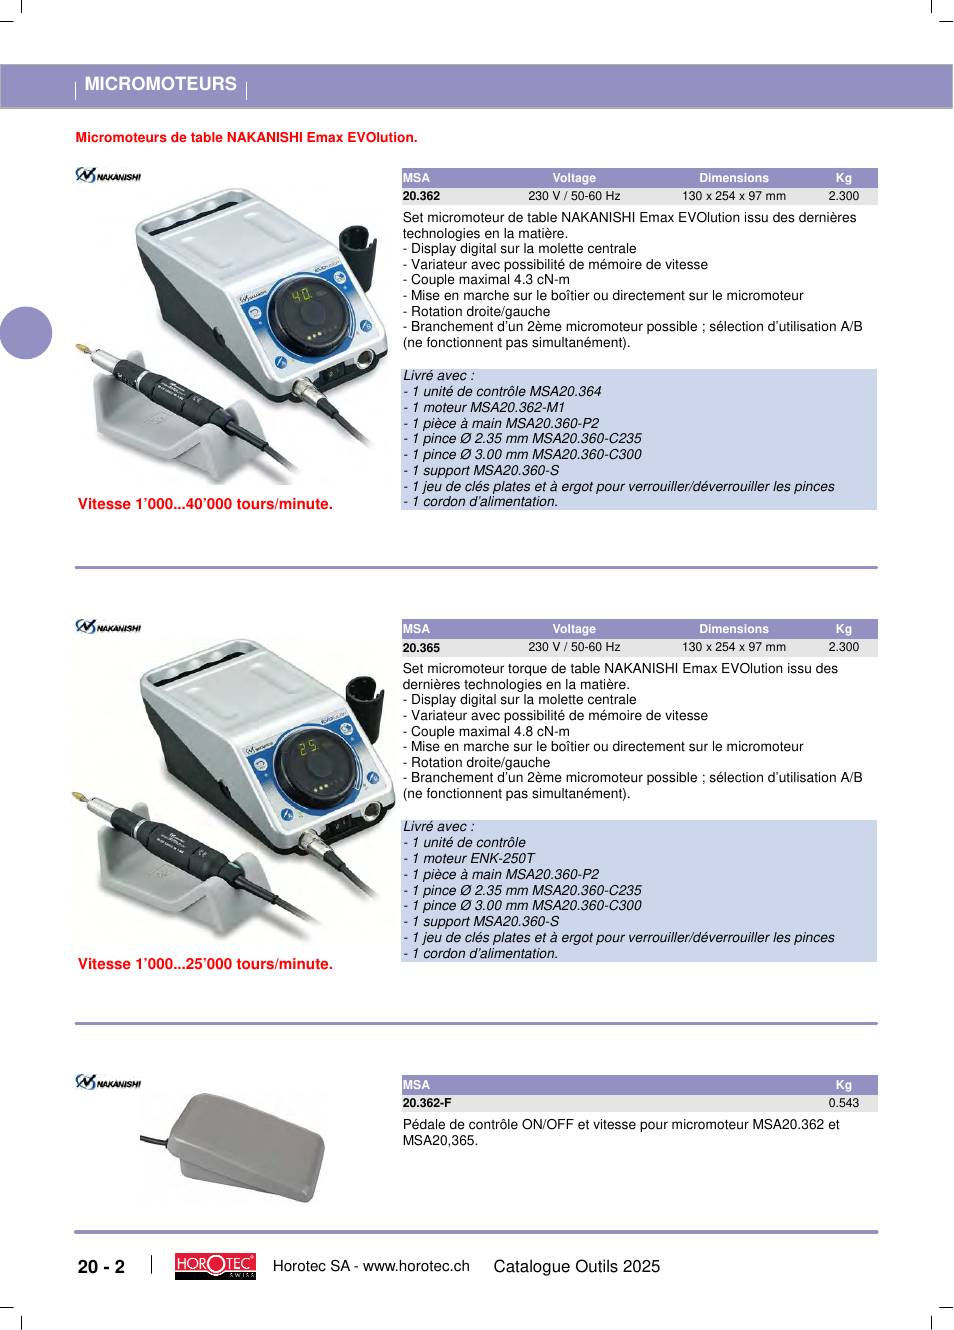 MICROMOTEURS
Micromoteurs de table NAKANISHI Emax EVOlution.
NAKANISHI
MSA Voltage Dimensions Kg
20.362 230 V / 50-60 Hz 130 x 254 x 97 mm 2.300
Set micromoteur de table NAKANISHI Emax EVOlution issu des dernières
technologies en la matière.
- Display digital sur la molette centrale
- Variateur avec possibilité de mémoire de vitesse
- Couple maximal 4.3 cN-m
- Mise en marche sur le boîtier ou directement sur le micromoteur
- Rotation droite/gauche
- Branchement d’un 2ème micromoteur possible ; sélection d’utilisation A/B
(ne fonctionnent pas simultanément).
Livré avec :
- 1 unité de contrôle MSA20.364
- 1 moteur MSA20.362-M1
- 1 pièce à main MSA20.360-P2
- 1 pince Ø 2.35 mm MSA20.360-C235
- 1 pince Ø 3.00 mm MSA20.360-C300
- 1 support MSA20.360-S
- 1 jeu de clés plates et à ergot pour verrouiller/déverrouiller les pinces
- 1 cordon d’alimentation.
40.
Vitesse 1’000...40’000 tours/minute.
NAKANISHI
MSA Voltage Dimensions Kg
20.365 230 V / 50-60 Hz 130 x 254 x 97 mm 2.300
Set micromoteur torque de table NAKANISHI Emax EVOlution issu des
dernières technologies en la matière.
- Display digital sur la molette centrale
- Variateur avec possibilité de mémoire de vitesse
- Couple maximal 4.8 cN-m
- Mise en marche sur le boîtier ou directement sur le micromoteur
- Rotation droite/gauche
- Branchement d’un 2ème micromoteur possible ; sélection d’utilisation A/B
(ne fonctionnent pas simultanément).
Livré avec :
- 1 unité de contrôle
- 1 moteur ENK-250T
- 1 pièce à main MSA20.360-P2
- 1 pince Ø 2.35 mm MSA20.360-C235
- 1 pince Ø 3.00 mm MSA20.360-C300
- 1 support MSA20.360-S
- 1 jeu de clés plates et à ergot pour verrouiller/déverrouiller les pinces
- 1 cordon d’alimentation.
25.
Vitesse 1’000...25’000 tours/minute.
NAKANISHI
MSA Kg
20.362-F 0.543
Pédale de contrôle ON/OFF et vitesse pour micromoteur MSA20.362 et
MSA20,365.
20 - 2
HOROTEC
SWISS
Horotec SA - www.horotec.ch Catalogue Outils 2025